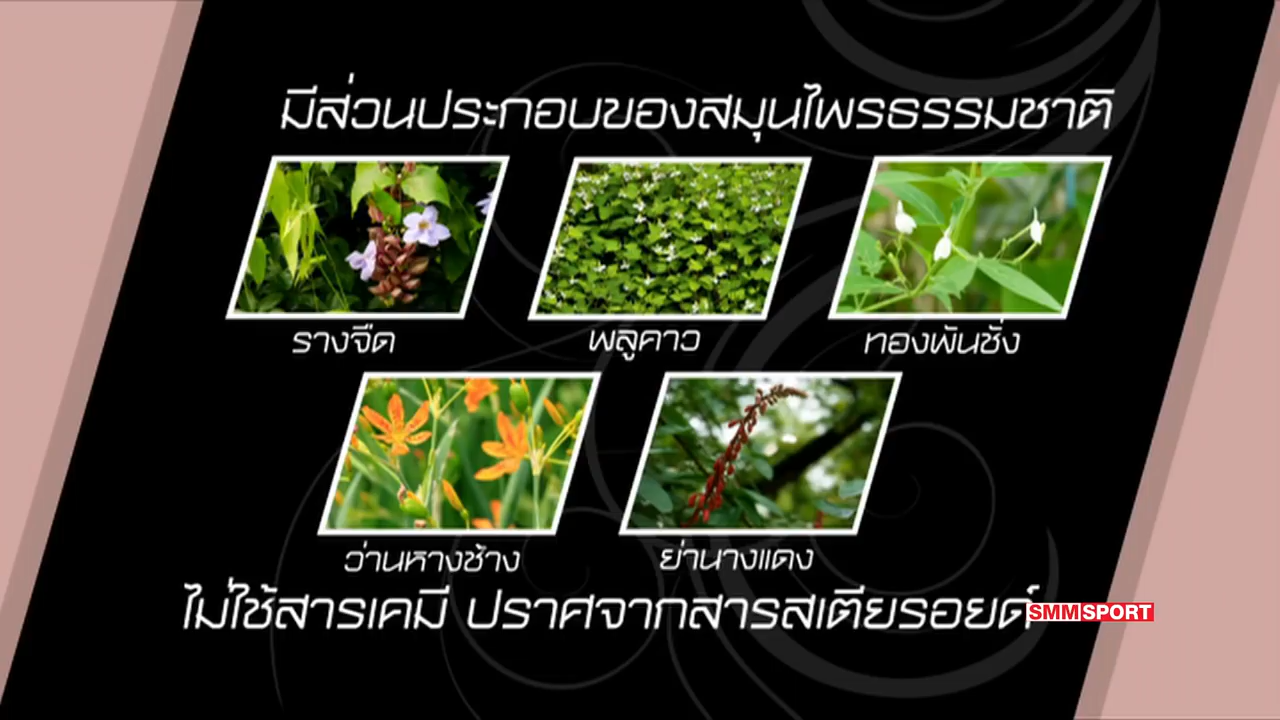 มีส่วนประกอบของสมุนไพรธรรมชาติ
รางจืด
พลูคาว
ทองพันชั่ง
ว่านหางช้าง
ย่านางแดง
ไม่ใช้สารเคมี ปราศจากสารสเตียรอยด์
SMMSPORT